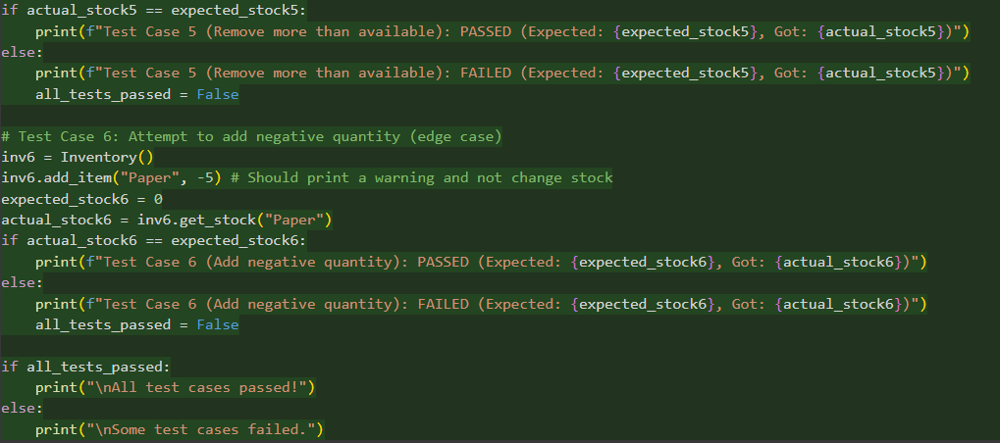 if actual_stock5 == expected_stock5:
    print(f"Test Case 5 (Remove more than available): PASSED (Expected: {expected_stock5}, Got: {actual_stock5})")
else:
    print(f"Test Case 5 (Remove more than available): FAILED (Expected: {expected_stock5}, Got: {actual_stock5})")
    all_tests_passed = False

# Test Case 6: Attempt to add negative quantity (edge case)
inv6 = Inventory()
inv6.add_item("Paper", -5) # Should print a warning and not change stock
expected_stock6 = 0
actual_stock6 = inv6.get_stock("Paper")
if actual_stock6 == expected_stock6:
    print(f"Test Case 6 (Add negative quantity): PASSED (Expected: {expected_stock6}, Got: {actual_stock6})")
else:
    print(f"Test Case 6 (Add negative quantity): FAILED (Expected: {expected_stock6}, Got: {actual_stock6})")
    all_tests_passed = False

if all_tests_passed:
    print("\nAll test cases passed!")
else:
    print("\nSome test cases failed.")